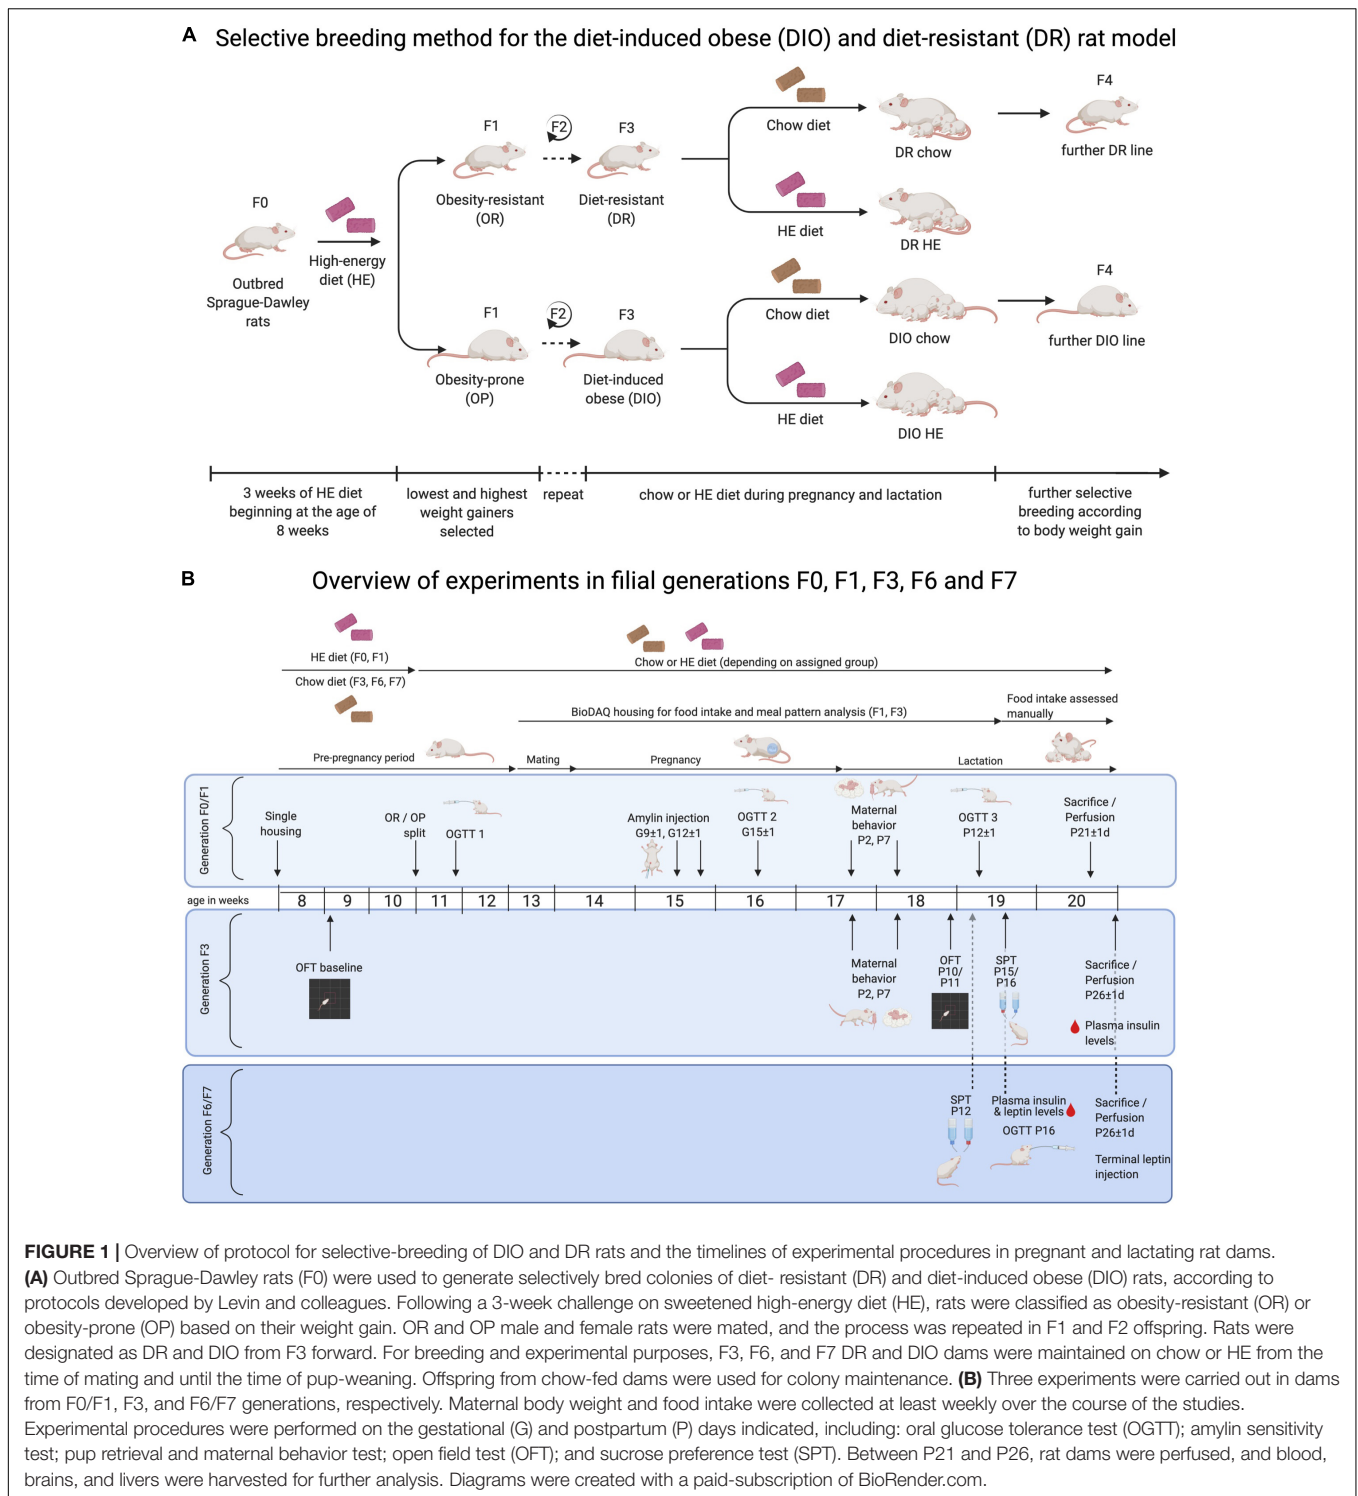 A Selective breeding method for the diet-induced obese (DIO) and diet-resistant (DR) rat model
F0
Outbred
Sprague-Dawley
rats
High-energy
diet (HE)
F1
Obesity-resistant
(OR)
F2
F3
Diet-resistant
(DR)
Chow diet
DR chow
F4
further DR line
HE diet
DR HE
F1
Obesity-prone
(OP)
F2
F3
Diet-induced
obese (DIO)
Chow diet
DIO chow
F4
further DIO line
HE diet
DIO HE
3 weeks of HE diet
beginning at the age of
8 weeks
lowest and highest
weight gainers
selected
repeat
chow or HE diet during pregnancy and lactation
further selective
breeding according
to body weight gain
B Overview of experiments in filial generations F0, F1, F3, F6 and F7
HE diet (F0, F1)
Chow diet (F3, F6, F7)
Chow or HE diet (depending on assigned group)
BioDAQ housing for food intake and meal pattern analysis (F1, F3)
Food intake assessed
manually
Pre-pregnancy period
Mating
Pregnancy
Lactation
Generation F0/F1
Single
housing
OR / OP
split
OGTT 1
Amylin injection
G9±1, G12±1
OGTT 2
G15±1
Maternal
behavior
P2, P7
OGTT 3
P12±1
Sacrifice /
Perfusion
P21±1d
age in weeks 8 9 10 11 12 13 14 15 16 17 18 19 20
Generation F3
OFT baseline
Maternal
behavior
P2, P7
OFT
P10/
P11
SPT
P15/
P16
Sacrifice /
Perfusion
P26±1d
Plasma insulin
levels
Generation F6/F7
SPT
P12
Plasma insulin
& leptin levels
OGTT P16
Sacrifice /
Perfusion
P26±1d
Terminal leptin
injection
FIGURE 1 | Overview of protocol for selective-breeding of DIO and DR rats and the timelines of experimental procedures in pregnant and lactating rat dams.
(A) Outbred Sprague-Dawley rats (F0) were used to generate selectively bred colonies of diet- resistant (DR) and diet-induced obese (DIO) rats, according to
protocols developed by Levin and colleagues. Following a 3-week challenge on sweetened high-energy diet (HE), rats were classified as obesity-resistant (OR) or
obesity-prone (OP) based on their weight gain. OR and OP male and female rats were mated, and the process was repeated in F1 and F2 offspring. Rats were
designated as DR and DIO from F3 forward. For breeding and experimental purposes, F3, F6, and F7 DR and DIO dams were maintained on chow or HE from the
time of mating and until the time of pup-weaning. Offspring from chow-fed dams were used for colony maintenance. (B) Three experiments were carried out in dams
from F0/F1, F3, and F6/F7 generations, respectively. Maternal body weight and food intake were collected at least weekly over the course of the studies.
Experimental procedures were performed on the gestational (G) and postpartum (P) days indicated, including: oral glucose tolerance test (OGTT); amylin sensitivity
test; pup retrieval and maternal behavior test; open field test (OFT); and sucrose preference test (SPT). Between P21 and P26, rat dams were perfused, and blood,
brains, and livers were harvested for further analysis. Diagrams were created with a paid-subscription of BioRender.com.